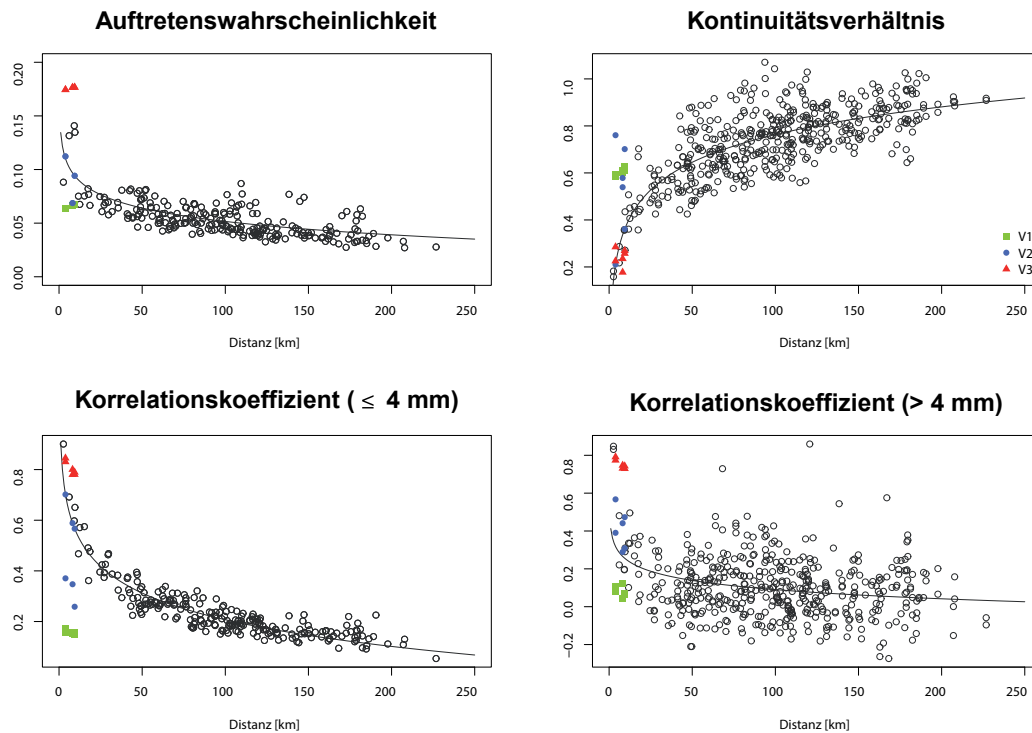 Auftretenswahrscheinlichkeit
0.20
0.15
0.10
0.05
0.00
0 50 100 150 200 250
Distanz [km]
Kontinuitätsverhältnis
1.0
0.8
0.6
0.4
0.2
V1
V2
V3
0 50 100 150 200 250
Distanz [km]
Korrelationskoeffizient ( ≤ 4 mm)
0.8
0.6
0.4
0.2
0 50 100 150 200 250
Distanz [km]
Korrelationskoeffizient (> 4 mm)
0.8
0.6
0.4
0.2
0.0
−0.2
0 50 100 150 200 250
Distanz [km]